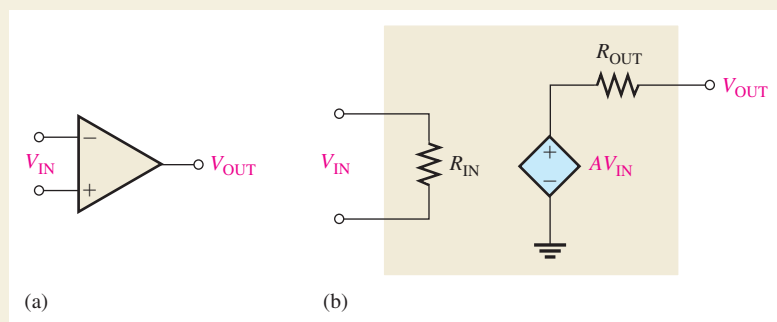 −
V_IN
+
V_OUT
(a)
V_IN
R_IN
+
−
AV_IN
R_OUT
V_OUT
(b)